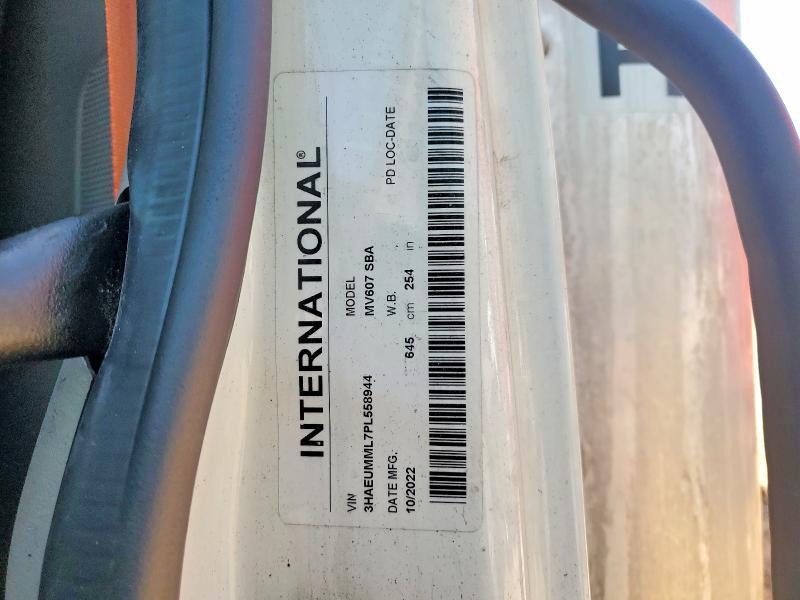 INTERNATIONAL®
VIN MODEL
3HAEUMML7PL558944 MV607 SBA
DATE MFG. W.B. PD LOC-DATE
10/2022 645 cm 254 in